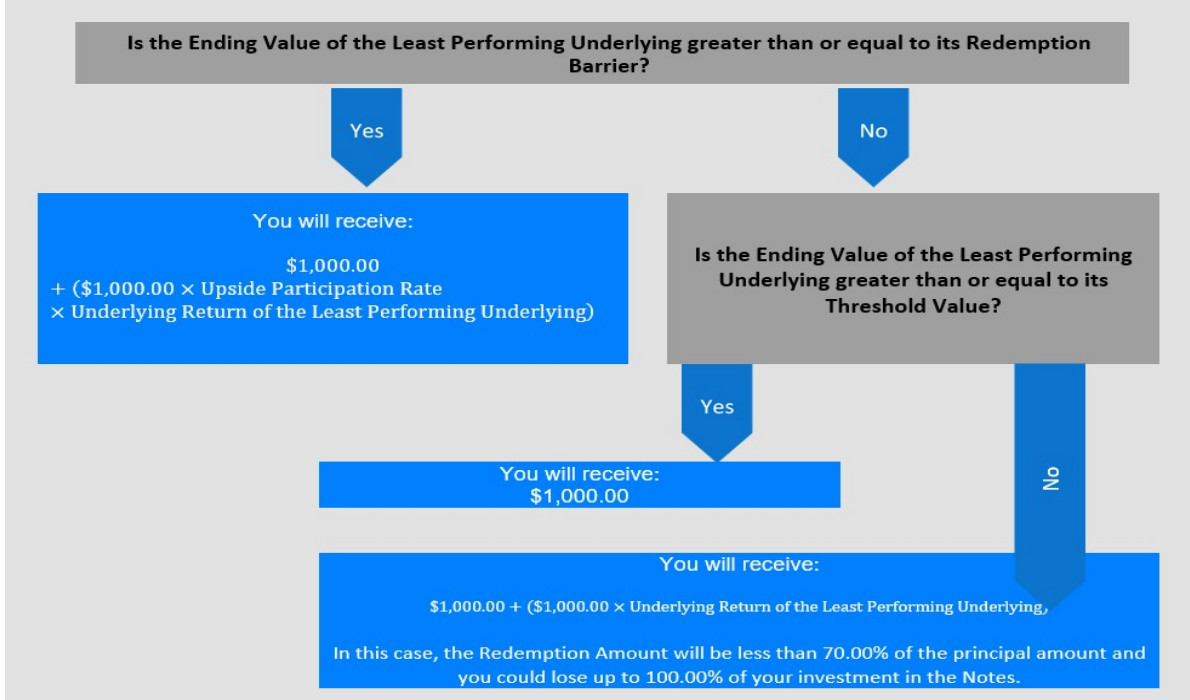 Is the Ending Value of the Least Performing Underlying greater than or equal to its Redemption
Barrier?
Yes
No
You will receive:
$1,000.00
+ ($1,000.00 × Upside Participation Rate
× Underlying Return of the Least Performing Underlying)
Is the Ending Value of the Least Performing
Underlying greater than or equal to its
Threshold Value?
Yes
No
You will receive:
$1,000.00
You will receive:
$1,000.00 + ($1,000.00 × Underlying Return of the Least Performing Underlying)
In this case, the Redemption Amount will be less than 70.00% of the principal amount and
you could lose up to 100.00% of your investment in the Notes.